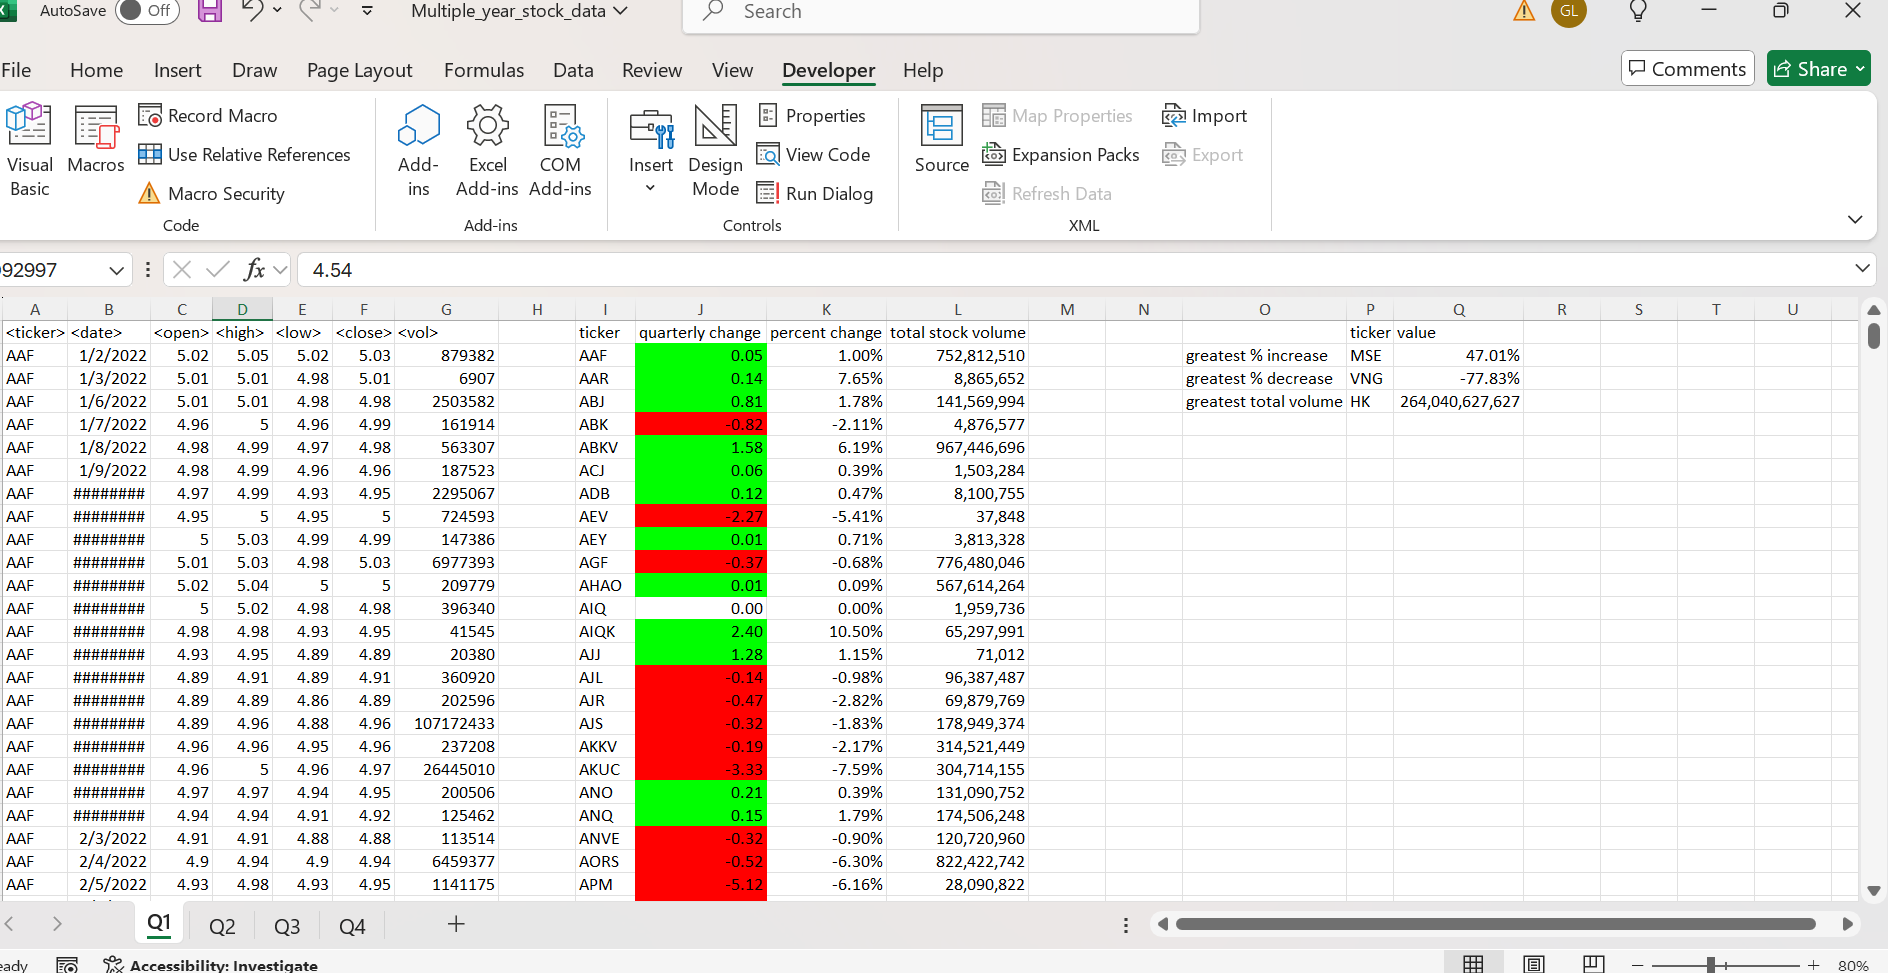 AutoSave Off Multiple_year_stock_data Search GL
File Home Insert Draw Page Layout Formulas Data Review View Developer Help Comments Share
Visual Basic Macros Record Macro Use Relative References Macro Security Code
Add-ins Excel Add-ins COM Add-ins Add-ins
Insert Design Mode Properties View Code Run Dialog Controls
Source Map Properties Expansion Packs Refresh Data Import Export XML
92997 fx 4.54
A B C D E F G H I J K L M N O P Q R S T U
<ticker> <date> <open> <high> <low> <close> <vol> ticker quarterly change percent change total stock volume ticker value
AAF 1/2/2022 5.02 5.05 5.02 5.03 879382 AAF 0.05 1.00% 752,812,510 greatest % increase MSE 47.01%
AAF 1/3/2022 5.01 5.01 4.98 5.01 6907 AAR 0.14 7.65% 8,865,652 greatest % decrease VNG -77.83%
AAF 1/6/2022 5.01 5.01 4.98 4.98 2503582 ABJ 0.81 1.78% 141,569,994 greatest total volume HK 264,040,627,627
AAF 1/7/2022 4.96 5 4.96 4.99 161914 ABK -0.82 -2.11% 4,876,577
AAF 1/8/2022 4.98 4.99 4.97 4.98 563307 ABKV 1.58 6.19% 967,446,696
AAF 1/9/2022 4.98 4.99 4.96 4.96 187523 ACJ 0.06 0.39% 1,503,284
AAF ######## 4.97 4.99 4.93 4.95 2295067 ADB 0.12 0.47% 8,100,755
AAF ######## 4.95 5 4.95 5 724593 AEV -2.27 -5.41% 37,848
AAF ######## 5 5.03 4.99 4.99 147386 AEY 0.01 0.71% 3,813,328
AAF ######## 5.01 5.03 4.98 5.03 6977393 AGF -0.37 -0.68% 776,480,046
AAF ######## 5.02 5.04 5 5 209779 AHAO 0.01 0.09% 567,614,264
AAF ######## 5 5.02 4.98 4.98 396340 AIQ 0.00 0.00% 1,959,736
AAF ######## 4.98 4.98 4.93 4.95 41545 AIQK 2.40 10.50% 65,297,991
AAF ######## 4.93 4.95 4.89 4.89 20380 AJJ 1.28 1.15% 71,012
AAF ######## 4.89 4.91 4.89 4.91 360920 AJL -0.14 -0.98% 96,387,487
AAF ######## 4.89 4.89 4.86 4.89 202596 AJR -0.47 -2.82% 69,879,769
AAF ######## 4.89 4.96 4.88 4.96 107172433 AJS -0.32 -1.83% 178,949,374
AAF ######## 4.96 4.96 4.95 4.96 237208 AKKV -0.19 -2.17% 314,521,449
AAF ######## 4.96 5 4.96 4.97 26445010 AKUC -3.33 -7.59% 304,714,155
AAF ######## 4.97 4.97 4.94 4.95 200506 ANO 0.21 0.39% 131,090,752
AAF ######## 4.94 4.94 4.91 4.92 125462 ANQ 0.15 1.79% 174,506,248
AAF 2/3/2022 4.91 4.91 4.88 4.88 113514 ANVE -0.32 -0.90% 120,720,960
AAF 2/4/2022 4.9 4.94 4.9 4.94 6459377 AORS -0.52 -6.30% 822,422,742
AAF 2/5/2022 4.93 4.98 4.93 4.95 1141175 APM -5.12 -6.16% 28,090,822
Q1 Q2 Q3 Q4
eady Accessibility: Investigate 80%